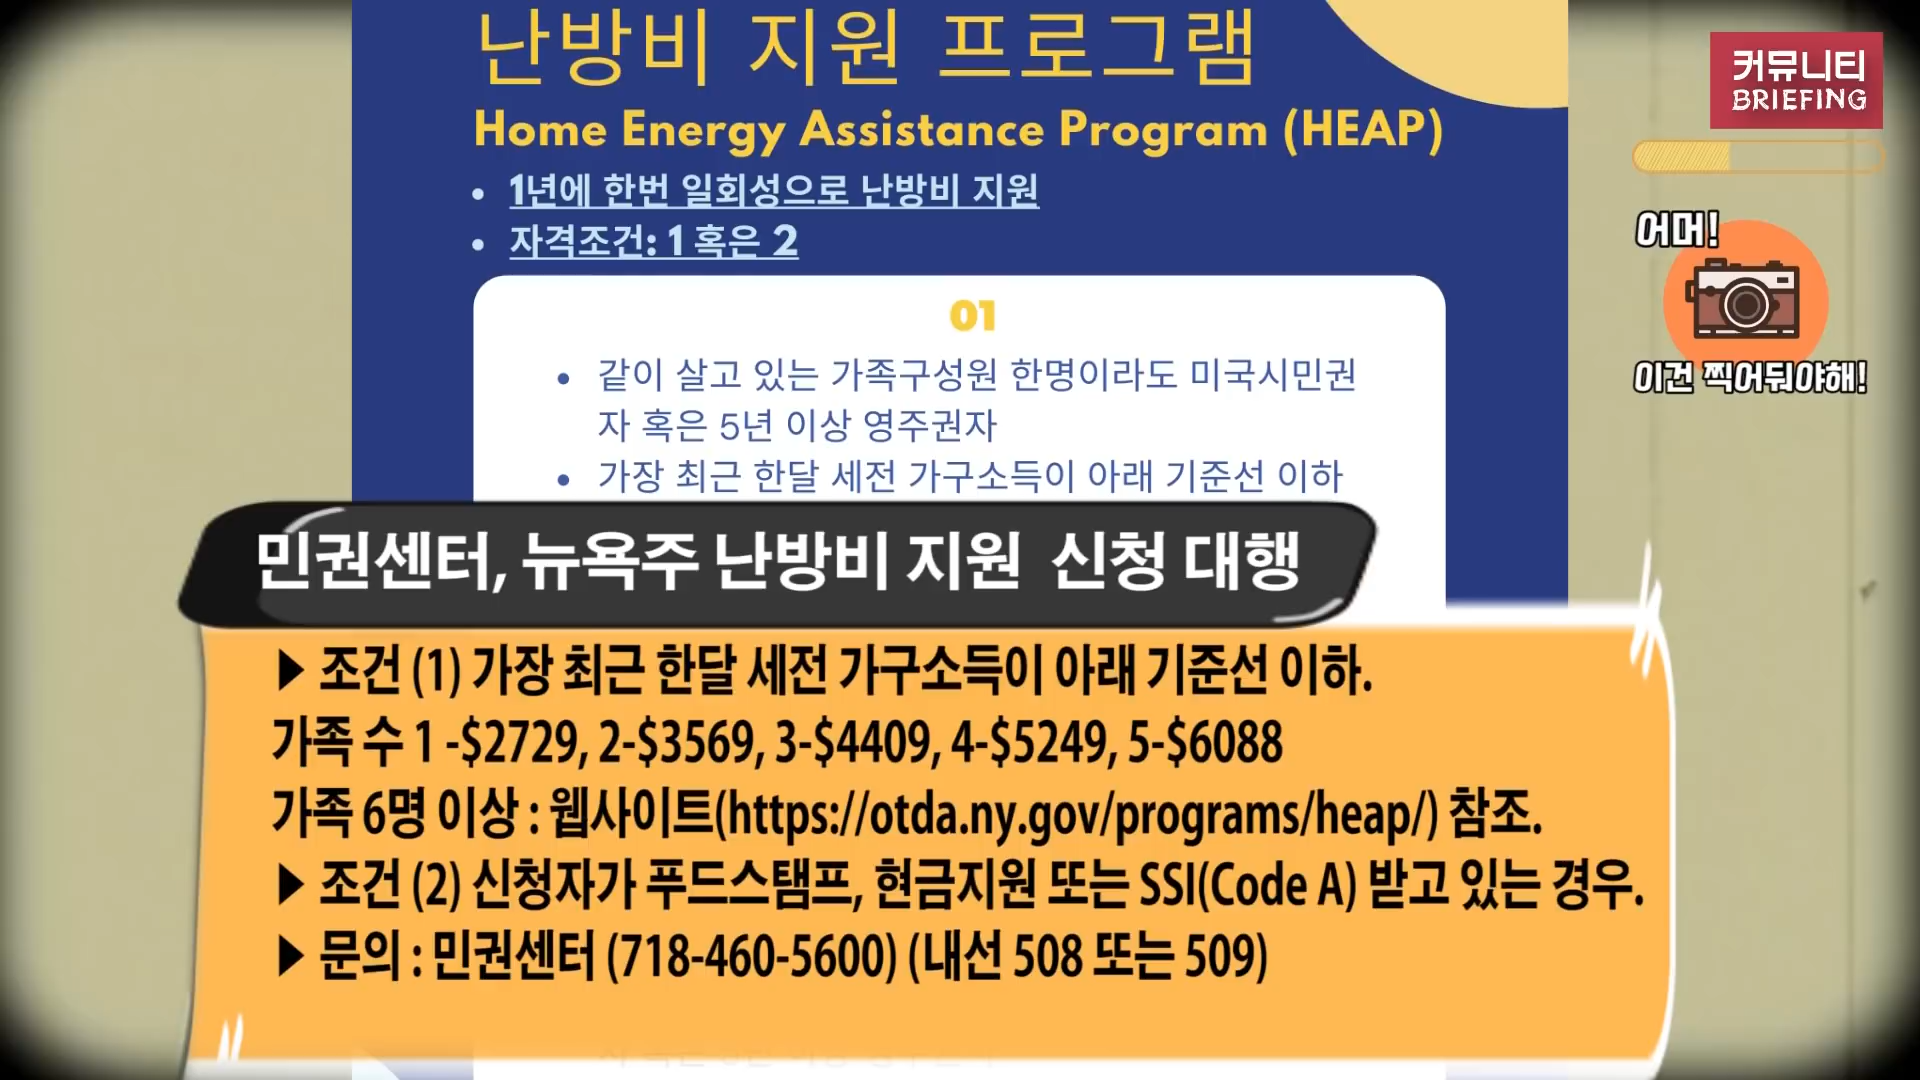 난방비 지원 프로그램
Home Energy Assistance Program (HEAP)
• 1년에 한번 일회성으로 난방비 지원
• 자격조건: 1 혹은 2
01
• 같이 살고 있는 가족구성원 한명이라도 미국시민권
자 혹은 5년 이상 영주권자
• 가장 최근 한달 세전 가구소득이 아래 기준선 이하
커뮤니티
BRIEFING
어머!
이건 찍어둬야해!
민권센터, 뉴욕주 난방비 지원 신청 대행
▶ 조건 (1) 가장 최근 한달 세전 가구소득이 아래 기준선 이하.
가족 수 1 -$2729, 2-$3569, 3-$4409, 4-$5249, 5-$6088
가족 6명 이상 : 웹사이트(https://otda.ny.gov/programs/heap/) 참조.
▶ 조건 (2) 신청자가 푸드스탬프, 현금지원 또는 SSI(Code A) 받고 있는 경우.
▶ 문의 : 민권센터 (718-460-5600) (내선 508 또는 509)